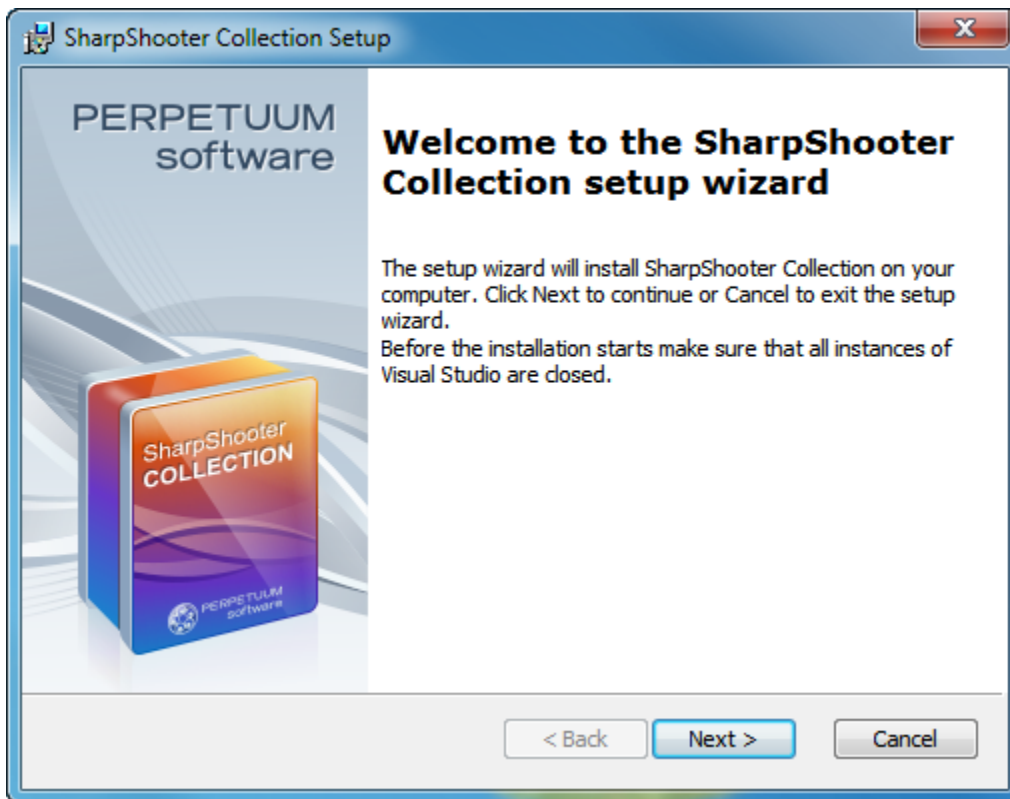 SharpShooter Collection Setup
PERPETUUM
software
Welcome to the SharpShooter
Collection setup wizard
The setup wizard will install SharpShooter Collection on your
computer. Click Next to continue or Cancel to exit the setup
wizard.
Before the installation starts make sure that all instances of
Visual Studio are closed.
SharpShooter
COLLECTION
PERPETUUM
software
< Back
Next >
Cancel